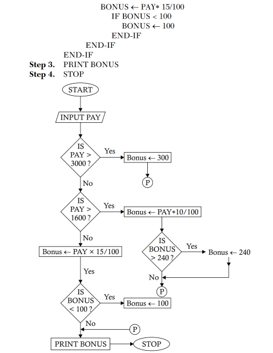 BONUS ← PAY* 15/100
IF BONUS < 100
BONUS ← 100
END-IF
END-IF
END-IF
Step 3. PRINT BONUS
Step 4. STOP
START
INPUT PAY
IS
PAY >
3000 ?
Yes
Bonus ← 300
P
No
IS
PAY >
1600 ?
Yes
Bonus ← PAY*10/100
No
Bonus ← PAY × 15/100
IS
BONUS
> 240 ?
Yes
Bonus ← 240
No
P
Yes
IS
BONUS
< 100 ?
Yes
Bonus ← 100
No
P
PRINT BONUS
STOP